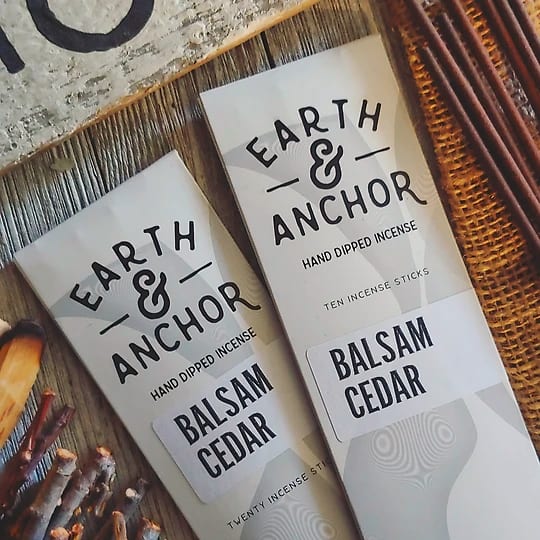 EARTH
&
ANCHOR
HAND DIPPED INCENSE
BALSAM
CEDAR
TWENTY INCENSE STI
EARTH
&
ANCHOR
HAND DIPPED INCENSE
TEN INCENSE STICKS
BALSAM
CEDAR